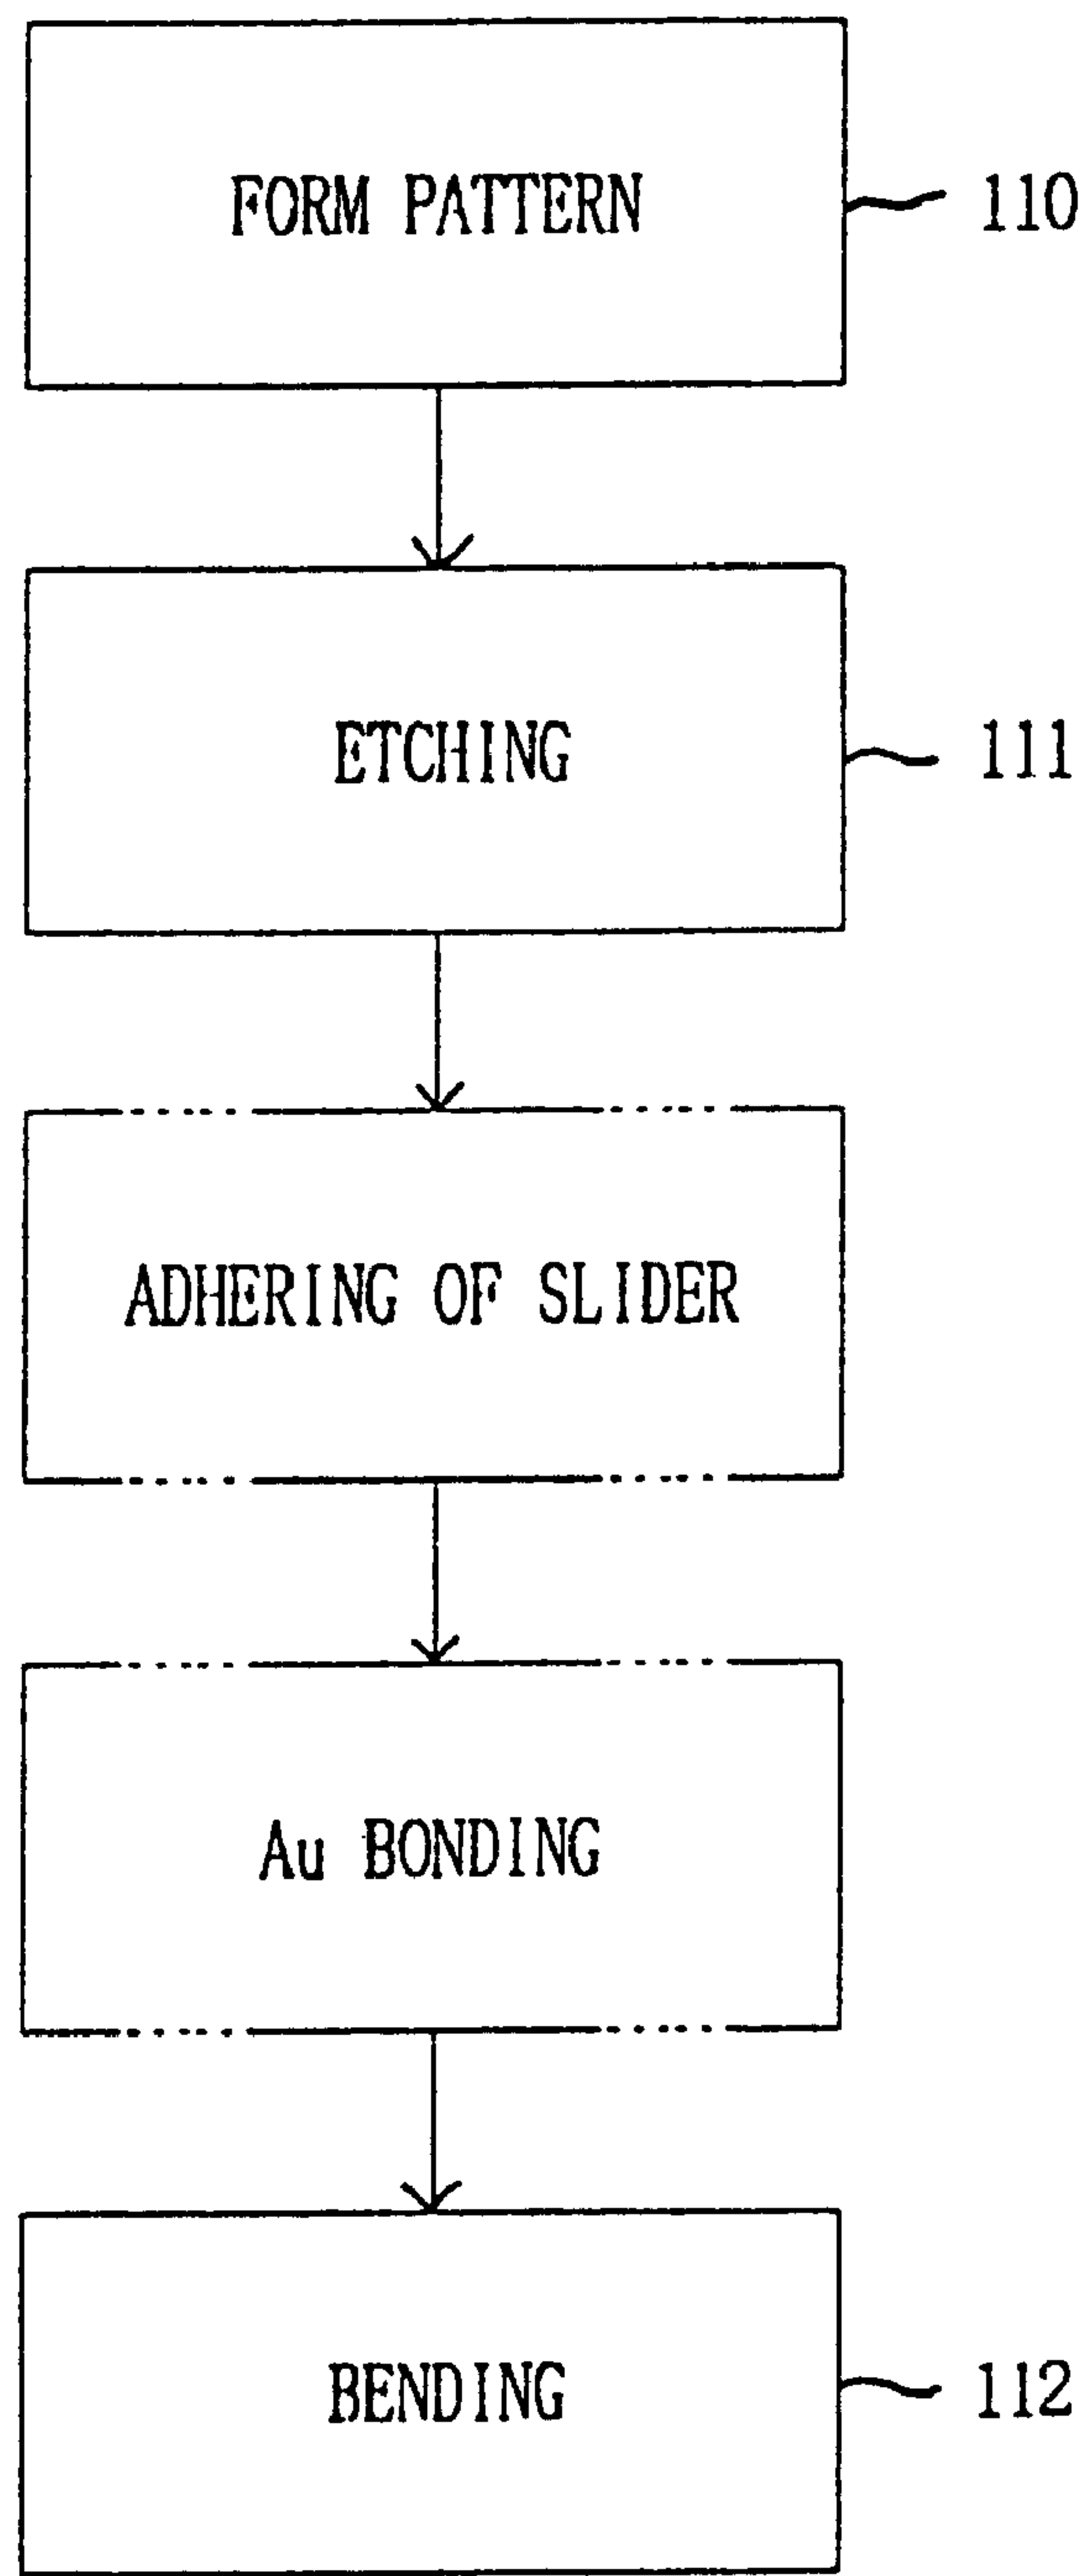 FORM PATTERN
110
ETCHING
111
ADHERING OF SLIDER
Au BONDING
BENDING
112